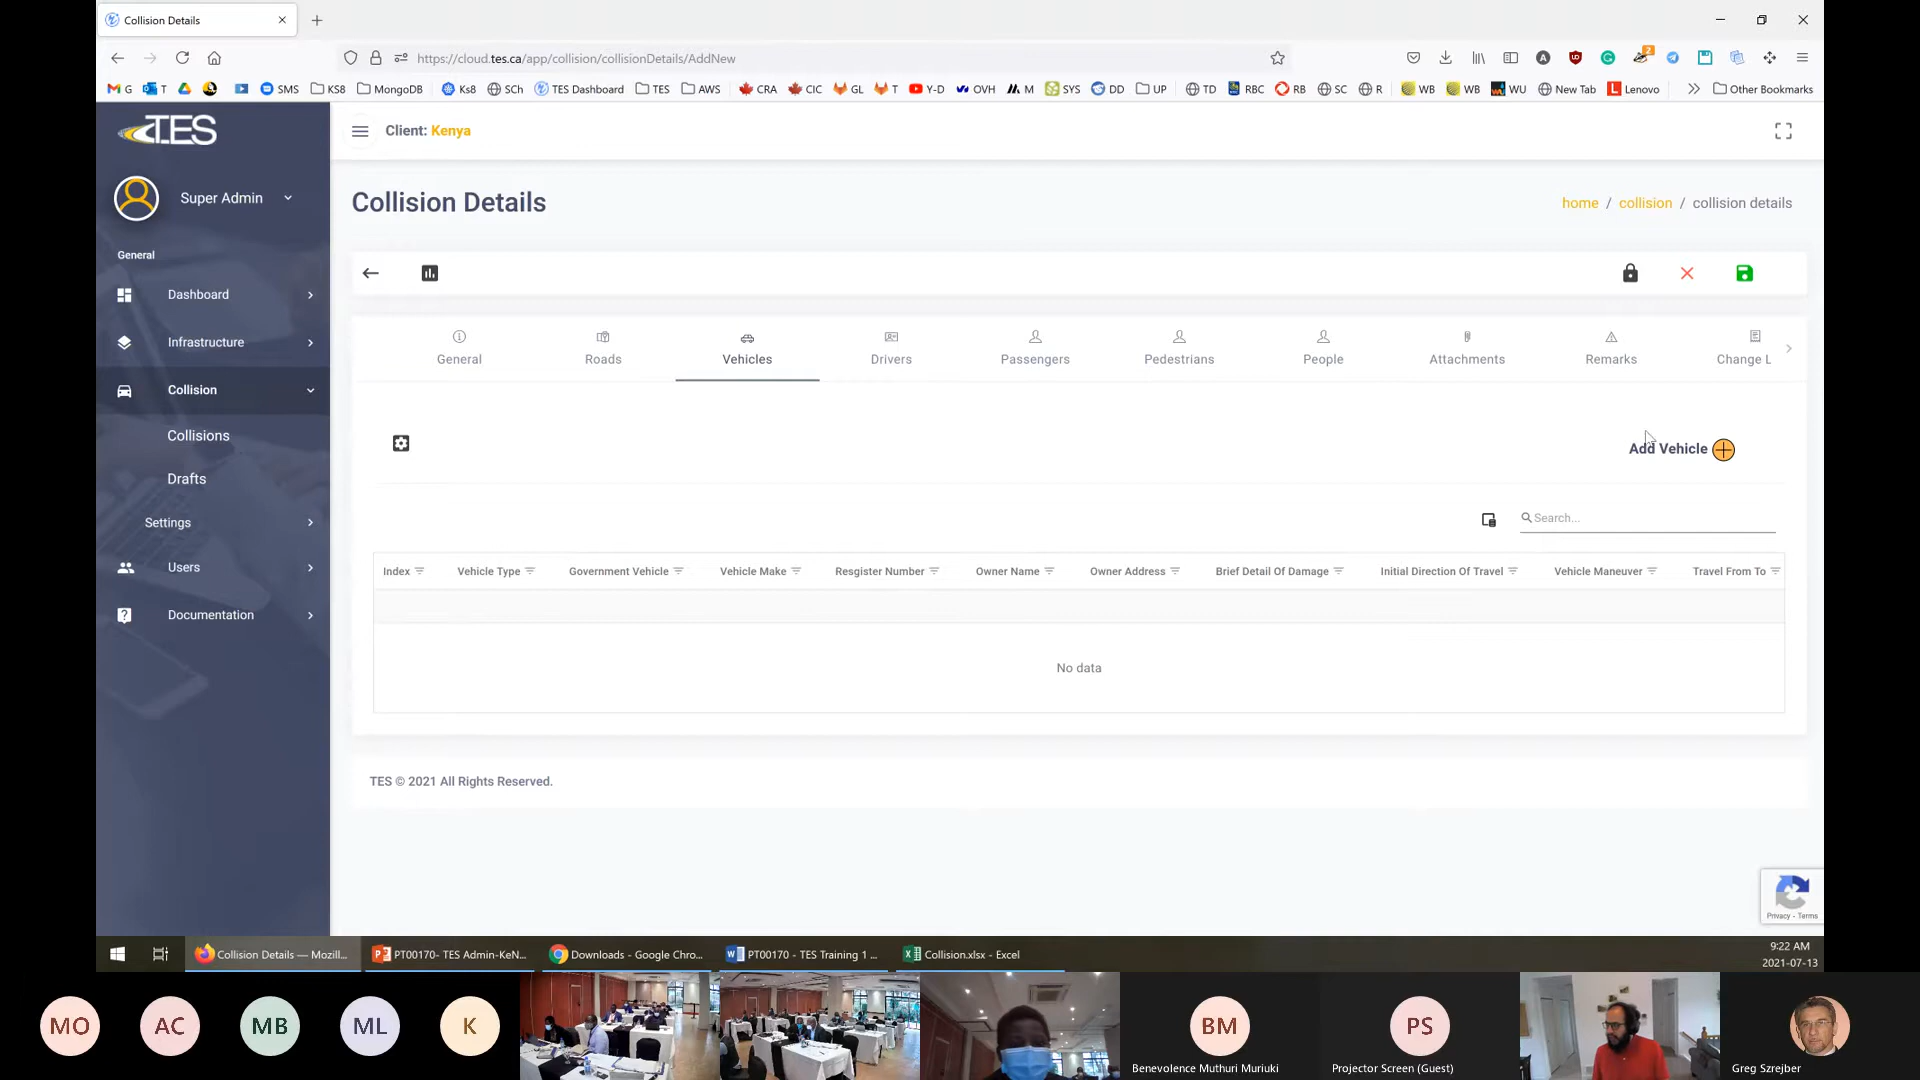 Collision Details
https://cloud.tes.ca/app/collision/collisionDetails/AddNew
2
G
T
SMS
KS8
MongoDB
Ks8
SCh
TES Dashboard
TES
AWS
CRA
CIC
GL
T
Y-D
OVH
M
SYS
DD
UP
TD
RBC
RB
SC
R
WB
WB
WU
New Tab
Lenovo
Other Bookmarks
TES
Client: Kenya
Super Admin
Collision Details
home / collision / collision details
General
Dashboard
Infrastructure
Collision
Collisions
Drafts
Settings
Users
Documentation
General
Roads
Vehicles
Drivers
Passengers
Pedestrians
People
Attachments
Remarks
Change L
Add Vehicle
Search...
Index
Vehicle Type
Government Vehicle
Vehicle Make
Resgister Number
Owner Name
Owner Address
Brief Detail Of Damage
Initial Direction Of Travel
Vehicle Maneuver
Travel From To
No data
TES © 2021 All Rights Reserved.
Privacy - Terms
Collision Details — Mozill...
PT00170- TES Admin-KeN...
Downloads - Google Chro...
PT00170 - TES Training 1 ...
Collision.xlsx - Excel
9:22 AM
2021-07-13
MO
AC
MB
ML
K
BM
Benevolence Muthuri Muriuki
PS
Projector Screen (Guest)
Greg Szrejber